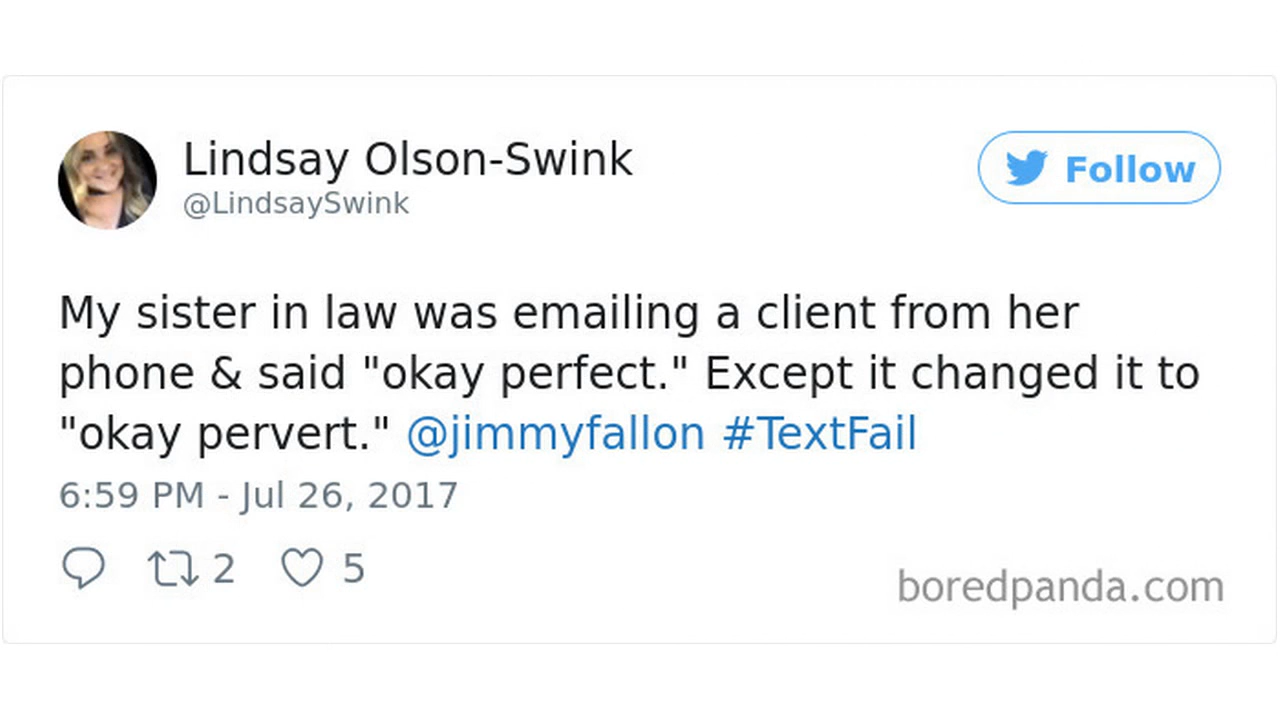 Lindsay Olson-Swink
@LindsaySwink
Follow
My sister in law was emailing a client from her
phone & said "okay perfect." Except it changed it to
"okay pervert." @jimmyfallon #TextFail
6:59 PM - Jul 26, 2017
2 5
boredpanda.com